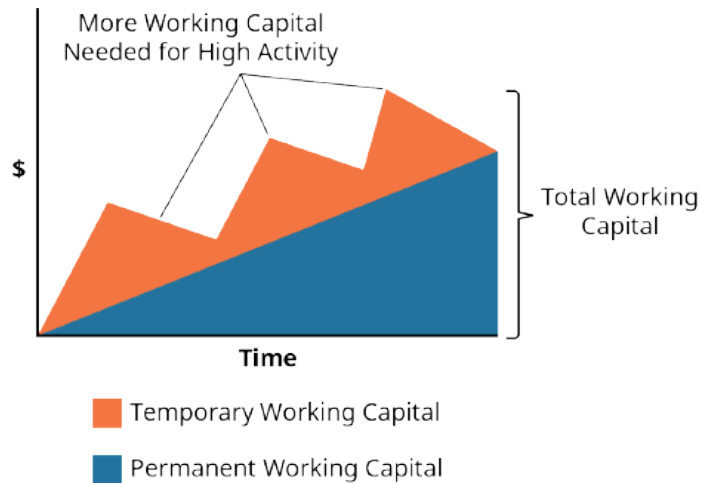 More Working Capital
Needed for High Activity
$
Total Working
Capital
Time
Temporary Working Capital
Permanent Working Capital